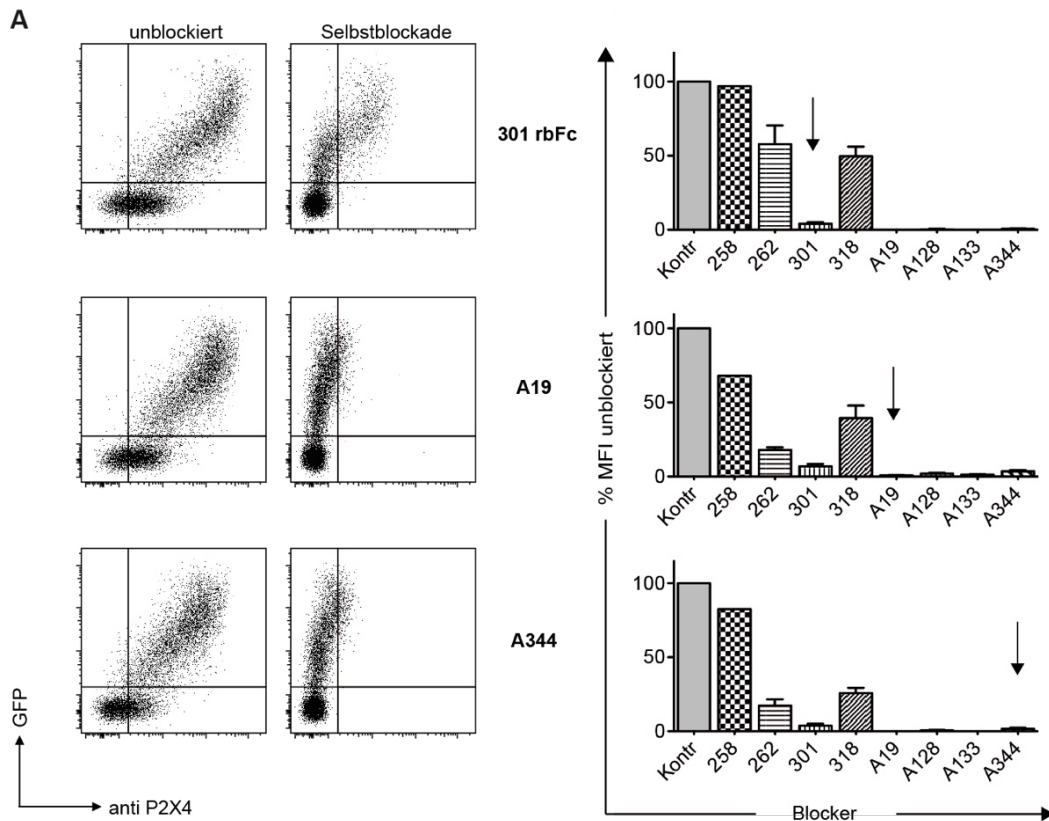 A
unblockiert
Selbstblockade
301 rbFc
A19
A344
GFP
anti P2X4
% MFI unblockiert
100
50
0
Kontr
258
262
301
318
A19
A128
A133
A344
100
50
0
Kontr
258
262
301
318
A19
A128
A133
A344
100
50
0
Kontr
258
262
301
318
A19
A128
A133
A344
Blocker